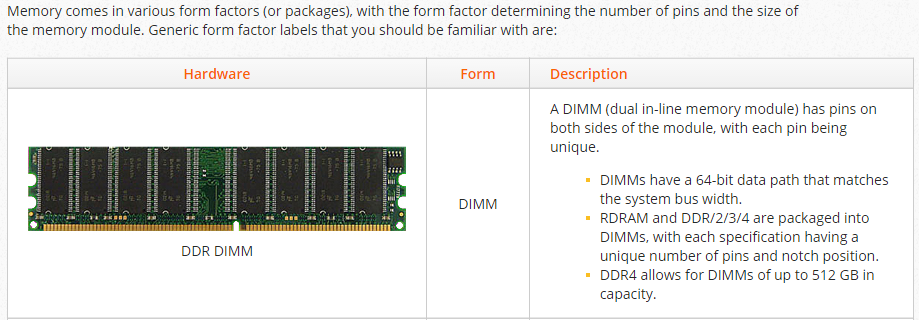 Memory comes in various form factors (or packages), with the form factor determining the number of pins and the size of
the memory module. Generic form factor labels that you should be familiar with are:
Hardware
Form
Description
DDR DIMM
DIMM
A DIMM (dual in-line memory module) has pins on
both sides of the module, with each pin being
unique.
DIMMs have a 64-bit data path that matches
the system bus width.
RDRAM and DDR/2/3/4 are packaged into
DIMMs, with each specification having a
unique number of pins and notch position.
DDR4 allows for DIMMs of up to 512 GB in
capacity.